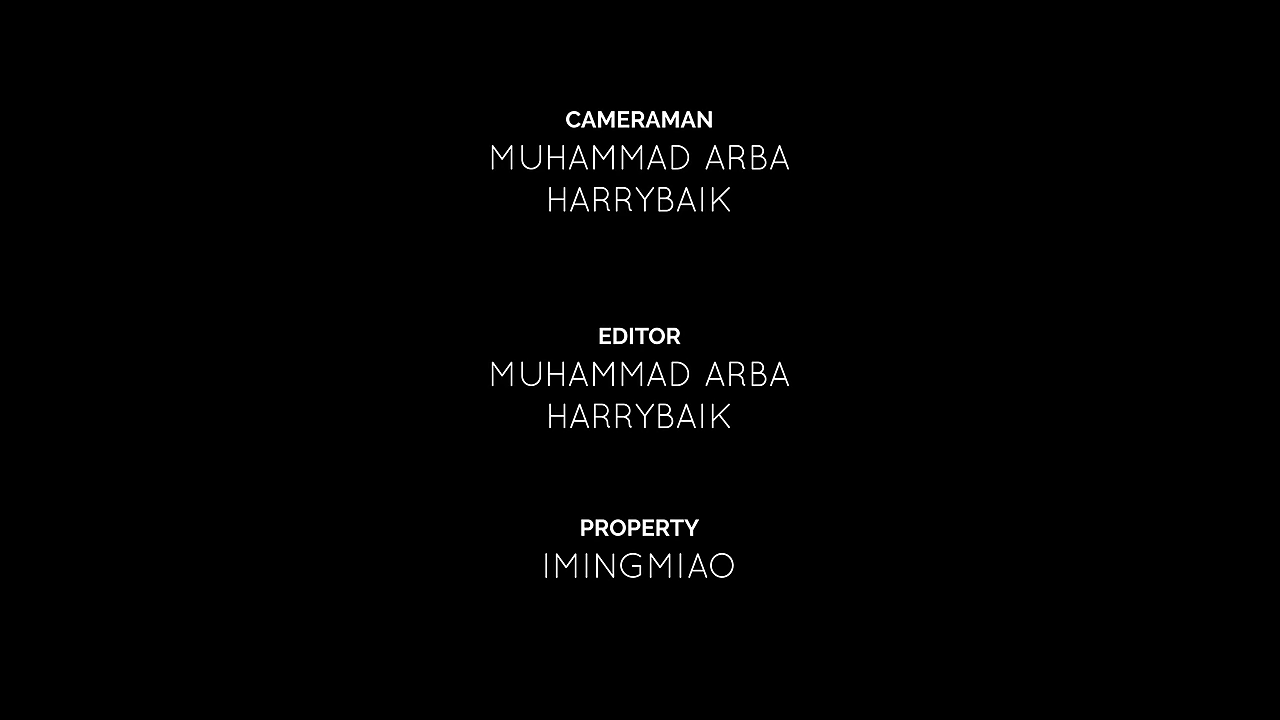 CAMERAMAN
MUHAMMAD ARBA
HARRYBAIK
EDITOR
MUHAMMAD ARBA
HARRYBAIK
PROPERTY
IMINGMIAO